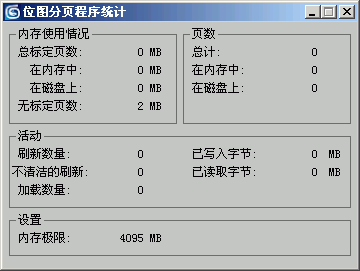 位图分页程序统计
内存使用情况
总标定页数: 0 MB
在内存中: 0 MB
在磁盘上: 0 MB
无标定页数: 2 MB
页数
总计: 0
在内存中: 0
在磁盘上: 0
活动
刷新数量: 0 已写入字节: 0 MB
不清洁的刷新: 0 已读取字节: 0 MB
加载数量: 0
设置
内存极限: 4095 MB